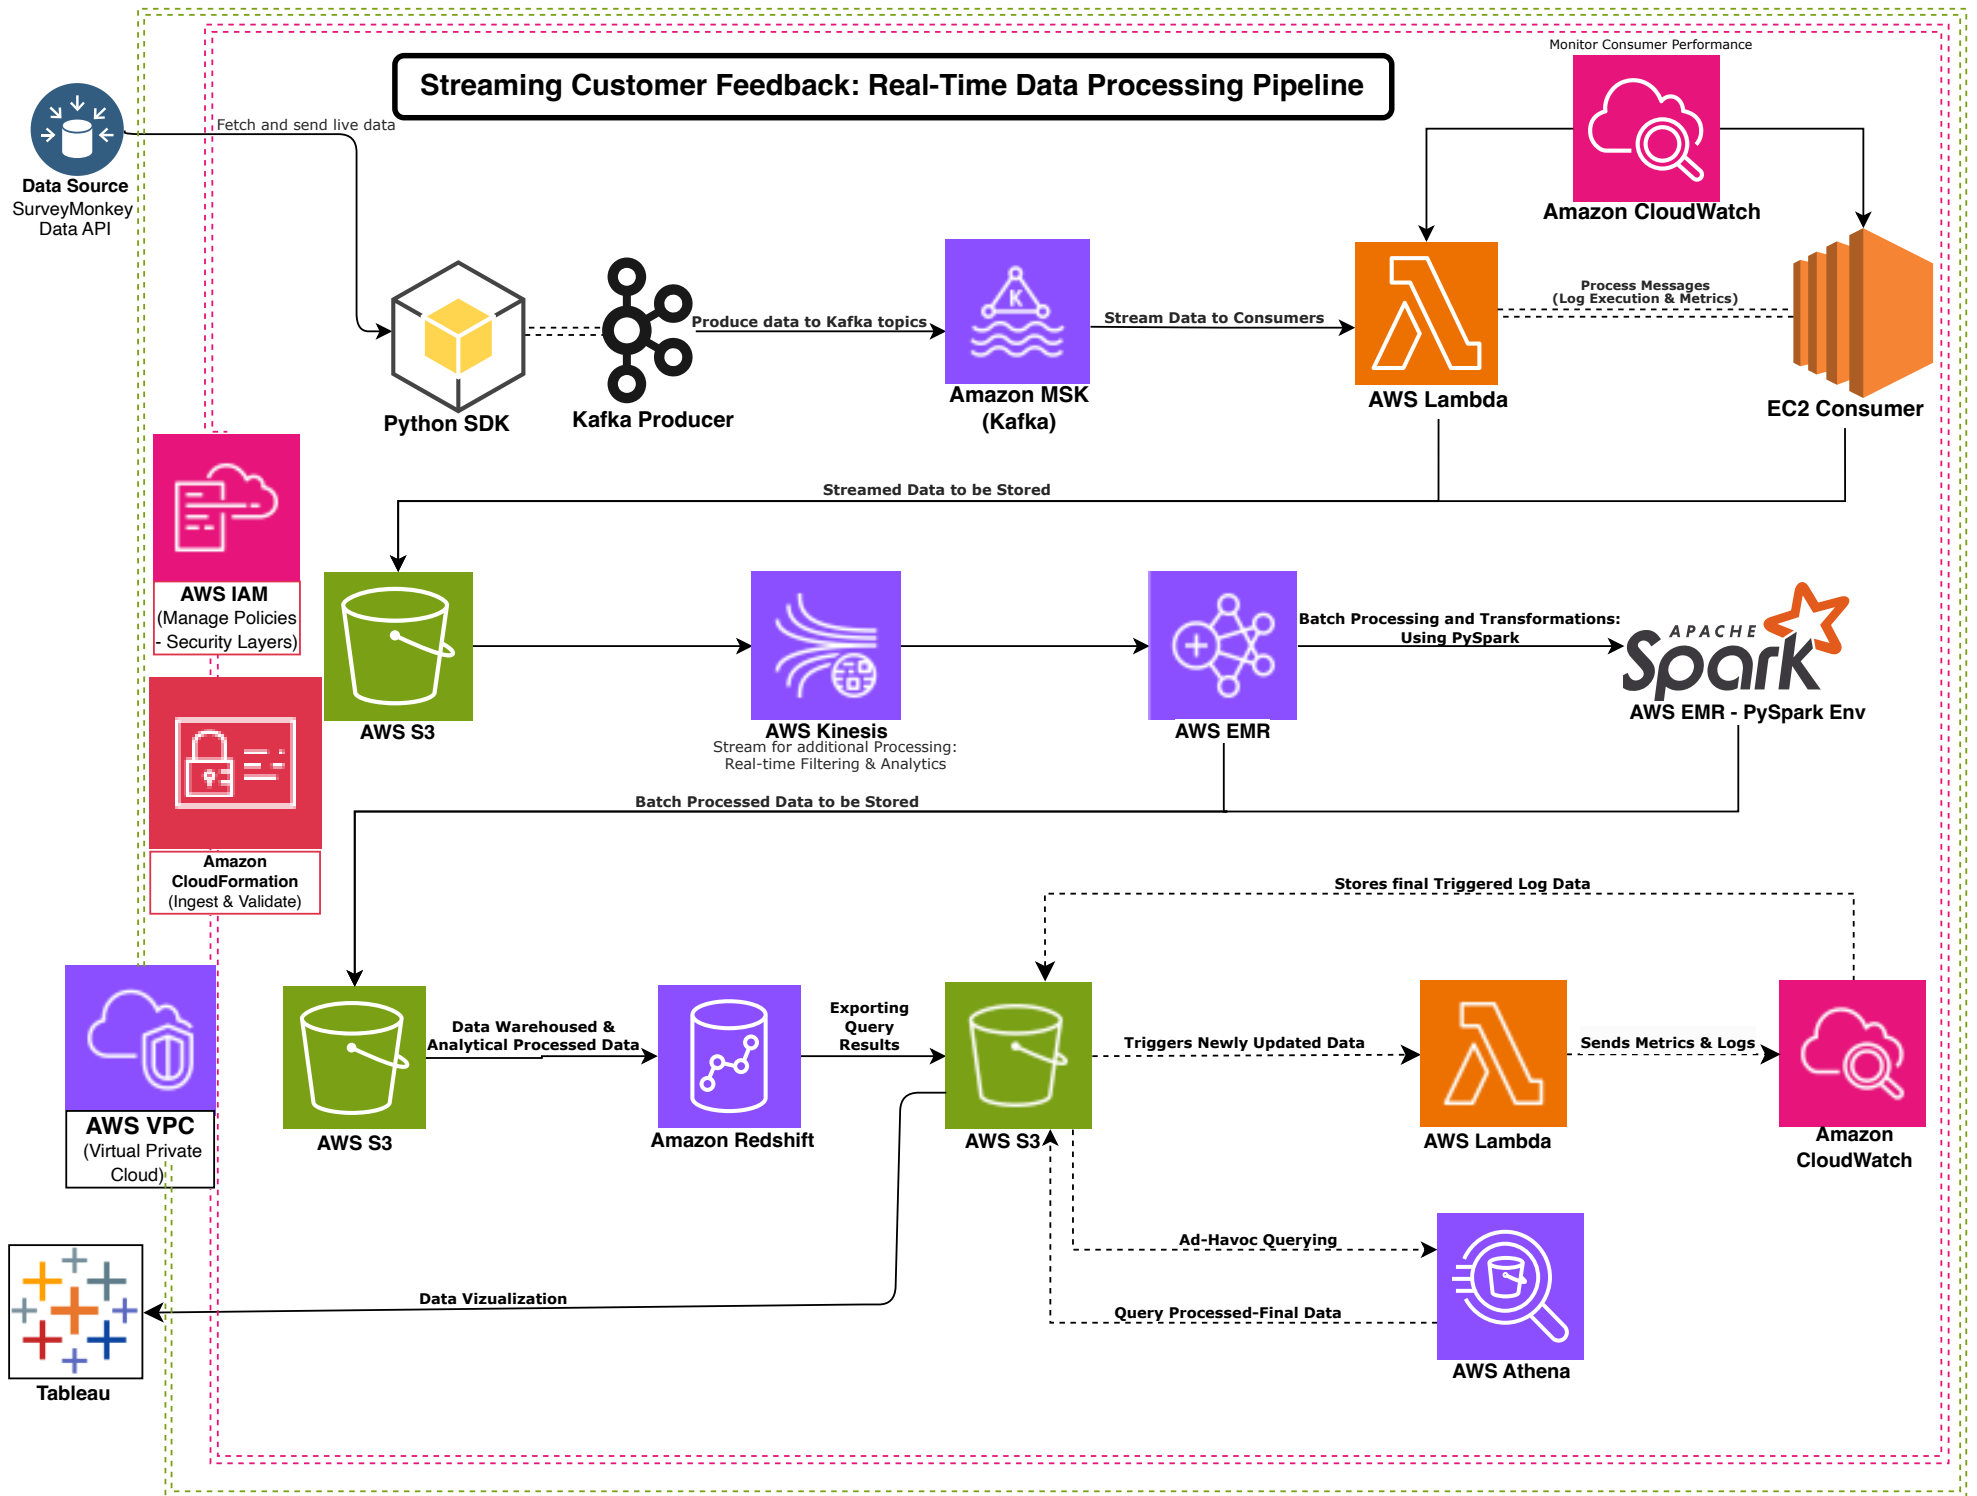 Monitor Consumer Performance
Streaming Customer Feedback: Real-Time Data Processing Pipeline
Fetch and send live data
Data Source
SurveyMonkey
Data API
Amazon CloudWatch
Process Messages
(Log Execution & Metrics)
Produce data to Kafka topics
K
Stream Data to Consumers
Python SDK
Kafka Producer
Amazon MSK
(Kafka)
AWS Lambda
EC2 Consumer
Streamed Data to be Stored
AWS IAM
(Manage Policies
- Security Layers)
Batch Processing and Transformations:
Using PySpark
APACHE
Spark
AWS S3
AWS Kinesis
Stream for additional Processing:
Real-time Filtering & Analytics
AWS EMR
AWS EMR - PySpark Env
Batch Processed Data to be Stored
Amazon
CloudFormation
(Ingest & Validate)
Stores final Triggered Log Data
Data Warehoused &
Analytical Processed Data
Exporting
Query
Results
Triggers Newly Updated Data
Sends Metrics & Logs
AWS VPC
(Virtual Private
Cloud)
AWS S3
Amazon Redshift
AWS S3
AWS Lambda
Amazon
CloudWatch
Ad-Havoc Querying
Data Vizualization
Query Processed-Final Data
AWS Athena
Tableau